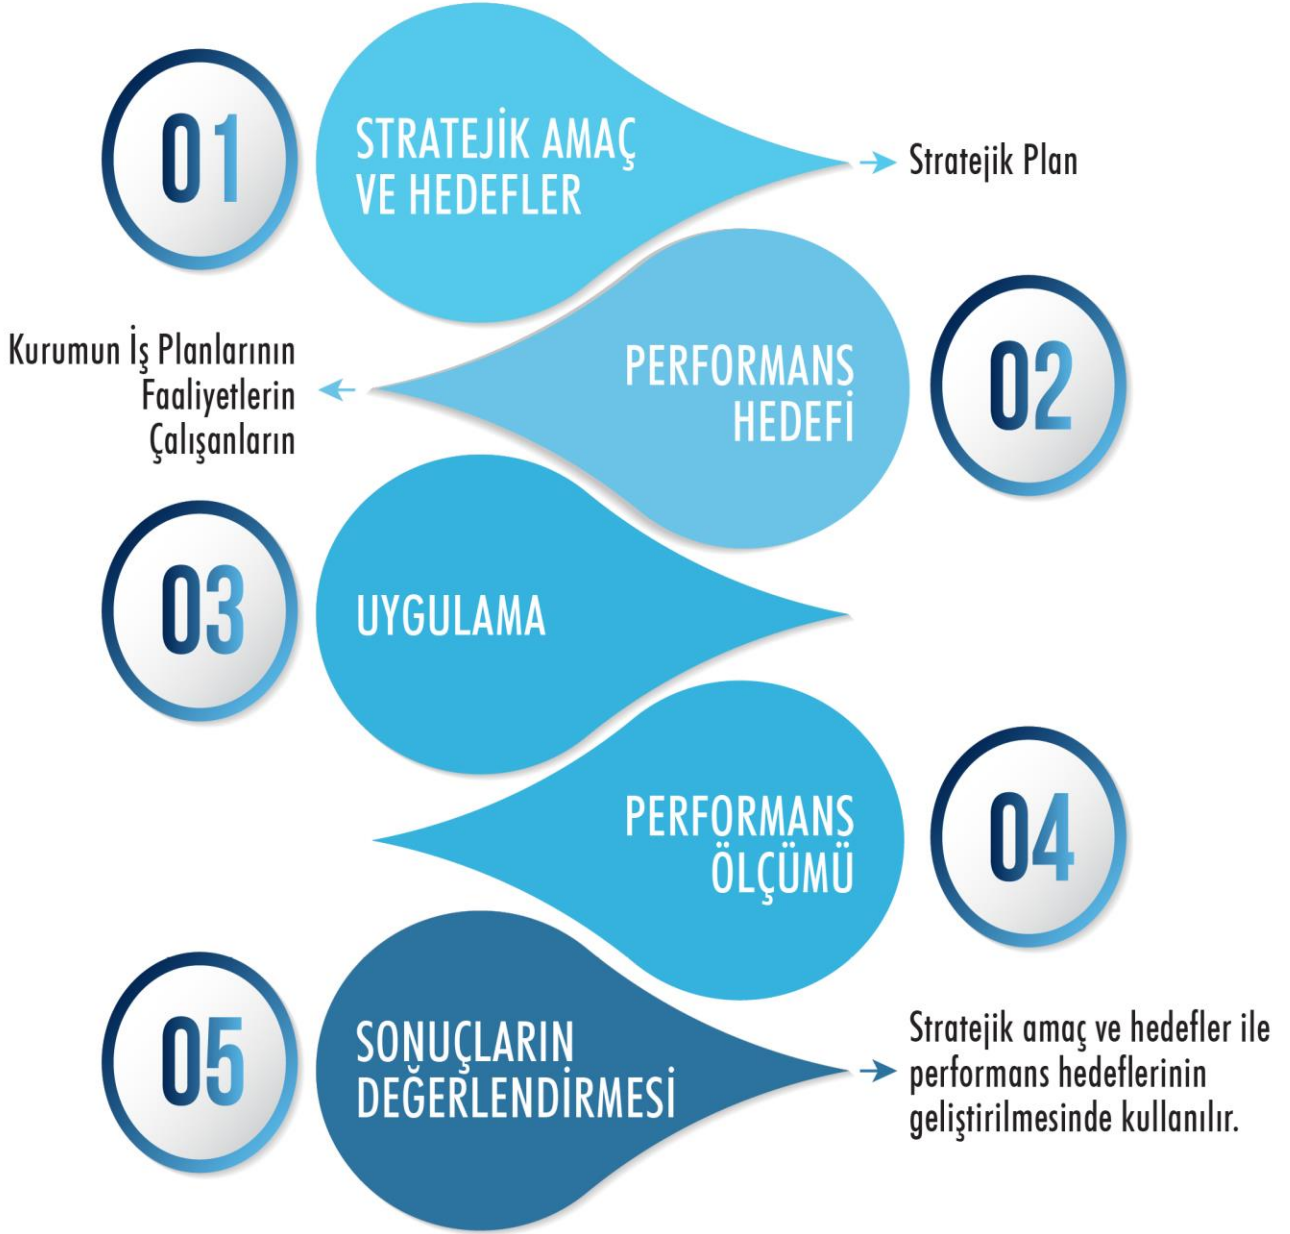 01
STRATEJİK AMAÇ
VE HEDEFLER
Stratejik Plan
PERFORMANS
HEDEFİ
02
Kurumun İş Planlarının
Faaliyetlerin
Çalışanların
03
UYGULAMA
PERFORMANS
ÖLÇÜMÜ
04
05
SONUÇLARIN
DEĞERLENDİRMESİ
Stratejik amaç ve hedefler ile
performans hedeflerinin
geliştirilmesinde kullanılır.